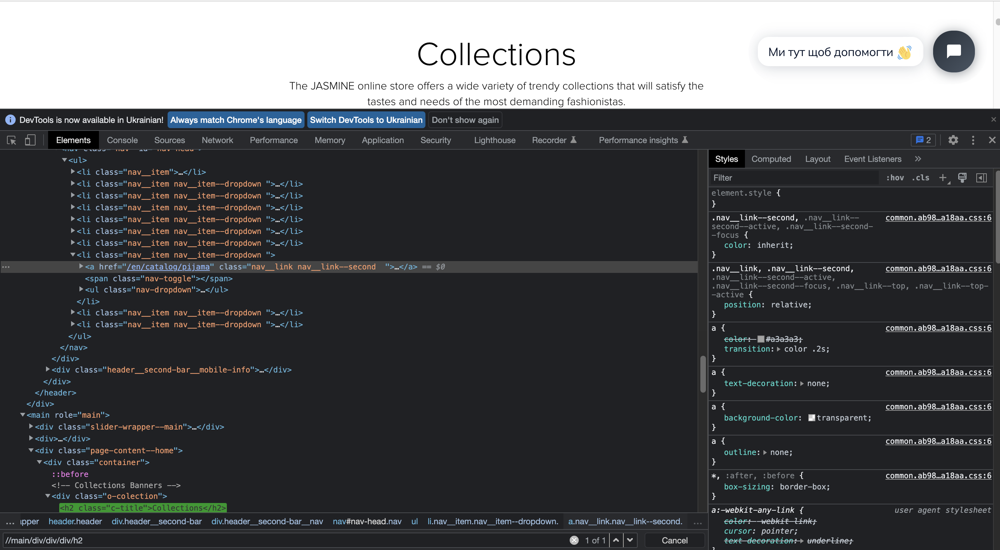 Collections
Ми тут щоб допомогти 👋
The JASMINE online store offers a wide variety of trendy collections that will satisfy the
tastes and needs of the most demanding fashionistas.
DevTools is now available in Ukrainian! Always match Chrome's language Switch DevTools to Ukrainian Don't show again
Elements Console Sources Network Performance Memory Application Security Lighthouse Recorder Performance insights 2
<ul>
<li class="nav__item">…</li>
<li class="nav__item nav__item--dropdown ">…</li>
<li class="nav__item nav__item--dropdown ">…</li>
<li class="nav__item nav__item--dropdown ">…</li>
<li class="nav__item nav__item--dropdown ">…</li>
<li class="nav__item nav__item--dropdown ">…</li>
<li class="nav__item nav__item--dropdown ">…</li>
<li class="nav__item nav__item--dropdown ">
<a href="/en/catalog/pijama" class="nav__link nav__link--second  ">…</a> == $0
<span class="nav-toggle"></span>
<ul class="nav-dropdown">…</ul>
</li>
<li class="nav__item nav__item--dropdown ">…</li>
<li class="nav__item nav__item--dropdown ">…</li>
</ul>
</nav>
</div>
<div class="header__second-bar__mobile-info">…</div>
</div>
</header>
</div>
<main role="main">
<div class="slider-wrapper--main">…</div>
<div>…</div>
<div class="page-content--home">
<div class="container">
::before
<!-- Collections Banners -->
<div class="o-colection">
<h2 class="c-title">Collections</h2>
... apper header.header div.header__second-bar div.header__second-bar__nav nav#nav-head.nav ul li.nav__item.nav__item--dropdown. a.nav__link.nav__link--second. ...
//main/div/div/div/h2 1 of 1 Cancel
Styles Computed Layout Event Listeners
Filter :hov .cls
element.style {
}
.nav__link--second, .nav__link-- common.ab98…a18aa.css:6
second--active, .nav__link--second-
-focus {
color: inherit;
}
.nav__link, .nav__link--second, common.ab98…a18aa.css:6
.nav__link--second--active,
.nav__link--second--focus, .nav__link--top, .nav__link--top-
-active {
position: relative;
}
a { common.ab98…a18aa.css:6
color: #a3a3a3;
transition: color .2s;
}
a { common.ab98…a18aa.css:6
text-decoration: none;
}
a { common.ab98…a18aa.css:6
background-color: transparent;
}
a { common.ab98…a18aa.css:6
outline: none;
}
*, :after, :before { common.ab98…a18aa.css:6
box-sizing: border-box;
}
a:-webkit-any-link { user agent stylesheet
color: -webkit-link;
cursor: pointer;
text-decoration: underline;